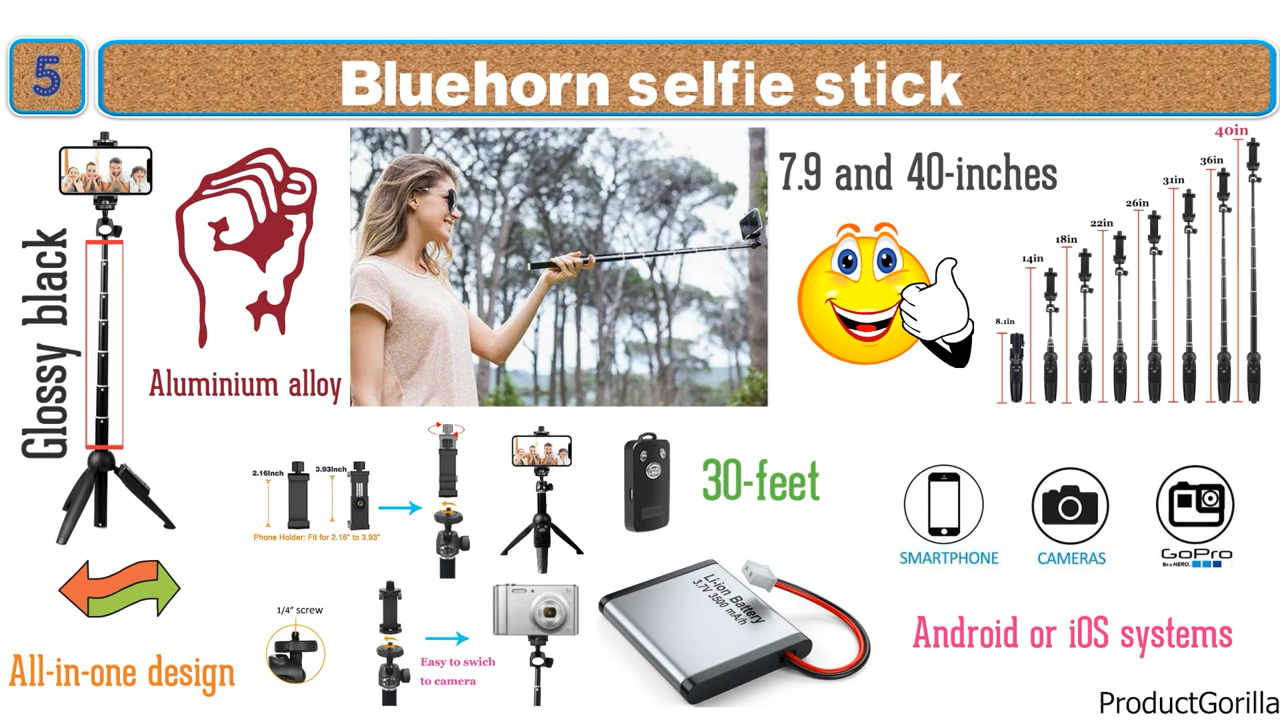 5
Bluehorn selfie stick
Glossy black
Aluminium alloy
7.9 and 40-inches
8.1in
14in
18in
22in
26in
31in
36in
40in
2.16inch
3.93inch
Phone Holder: Fit for 2.16" to 3.93"
30-feet
SMARTPHONE
CAMERAS
GoPro
Be a HERO.
All-in-one design
1/4" screw
Easy to swich
to camera
Li-ion Battery
3.7V 3500 mA/h
Android or iOS systems
ProductGorilla